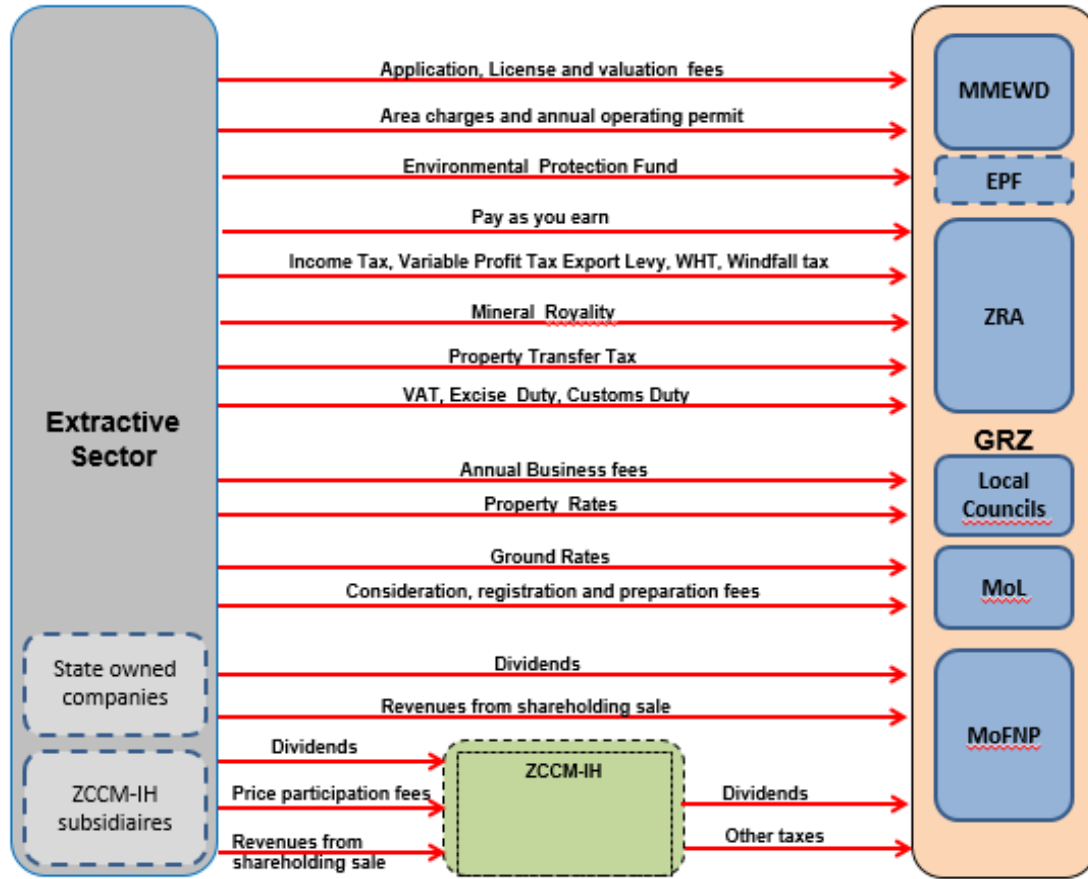 Application, License and valuation fees
MMEWD
Area charges and annual operating permit
Environmental Protection Fund
EPF
Pay as you earn
Income Tax, Variable Profit Tax Export Levy, WHT, Windfall tax
Mineral Royality
ZRA
Property Transfer Tax
VAT, Excise Duty, Customs Duty
Extractive
Sector
GRZ
Annual Business fees
Property Rates
Local
Councils
Ground Rates
Consideration, registration and preparation fees
MoL
State owned
companies
Dividends
Revenues from shareholding sale
MoFNP
ZCCM-IH
subsidiaires
Dividends
Price participation fees
Revenues from
shareholding sale
ZCCM-IH
Dividends
Other taxes